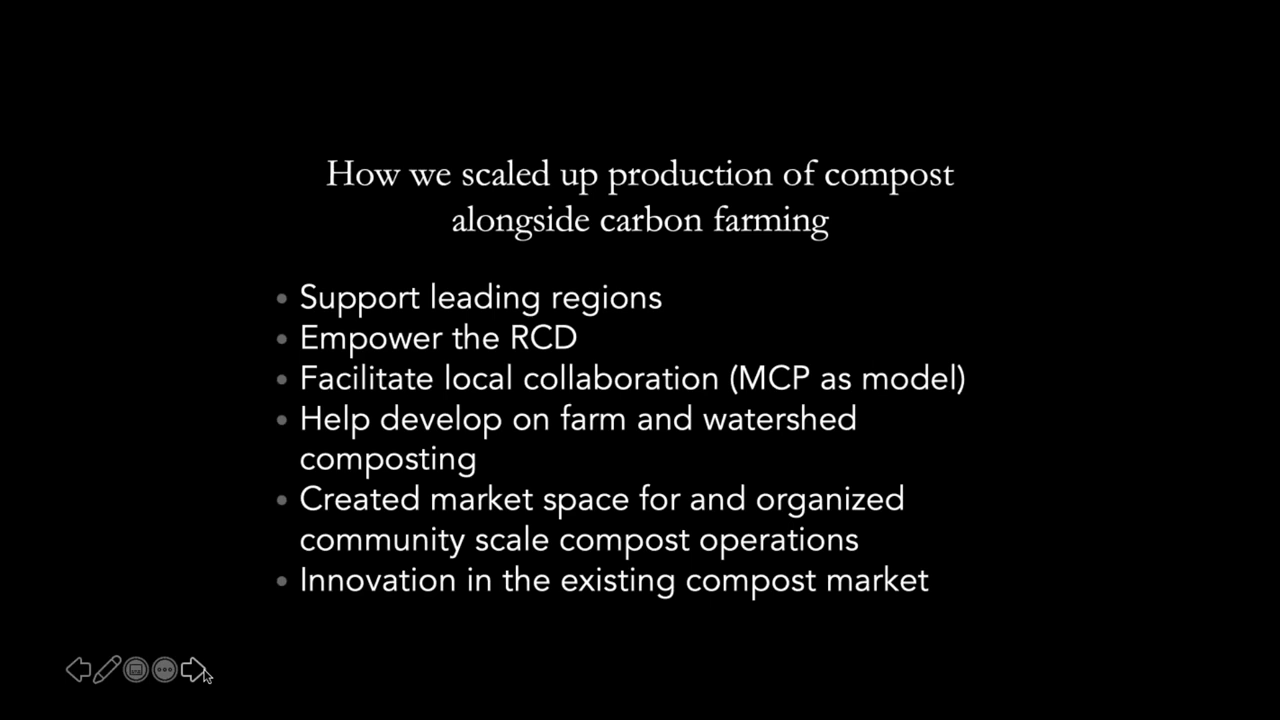 How we scaled up production of compost
alongside carbon farming
• Support leading regions
• Empower the RCD
• Facilitate local collaboration (MCP as model)
• Help develop on farm and watershed
composting
• Created market space for and organized
community scale compost operations
• Innovation in the existing compost market